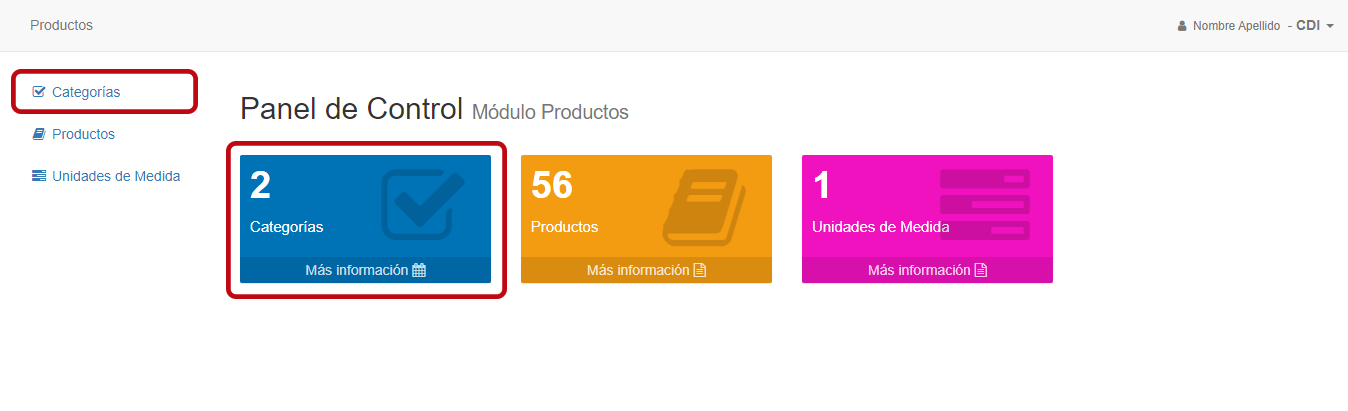 Productos
Nombre Apellido - CDI
Categorías
Productos
Unidades de Medida
Panel de Control Módulo Productos
2
Categorías
Más información
56
Productos
Más información
1
Unidades de Medida
Más información